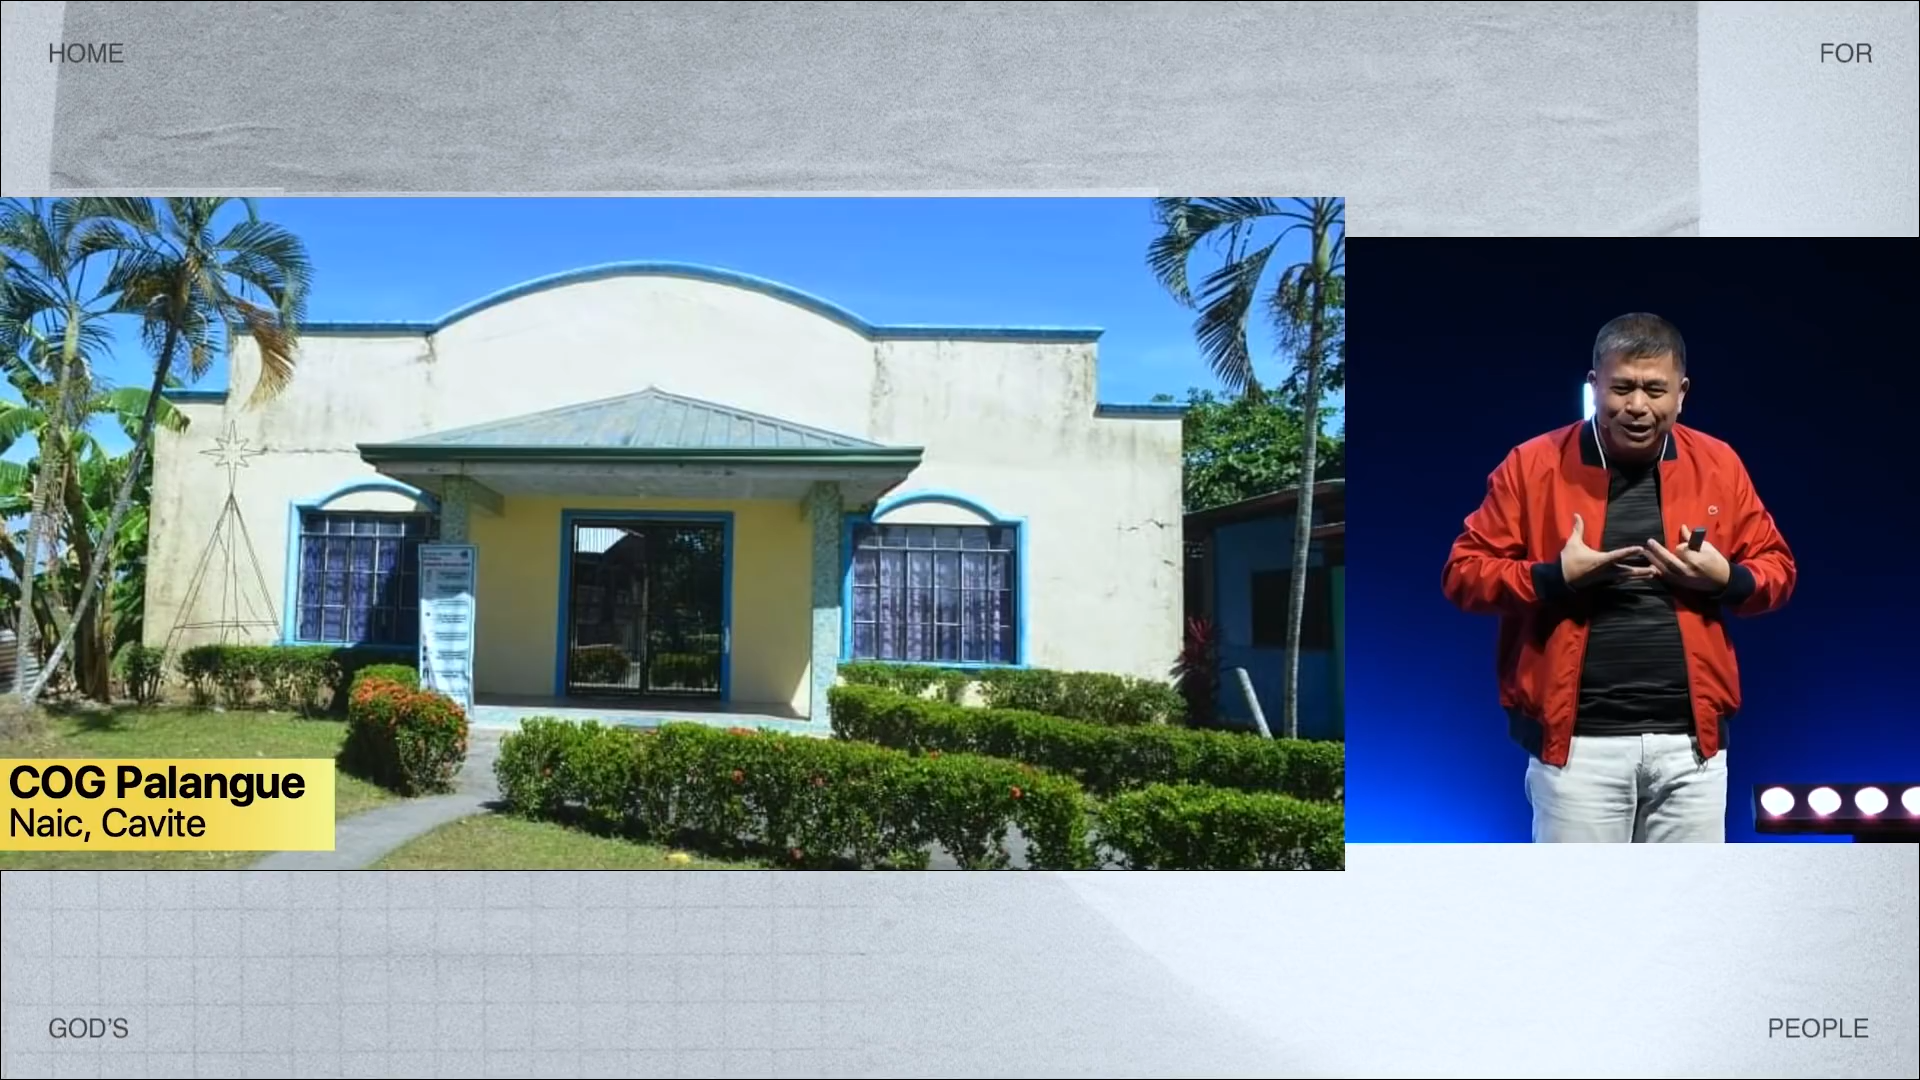 HOME
FOR
COG Palangue
Naic, Cavite
GOD'S
PEOPLE